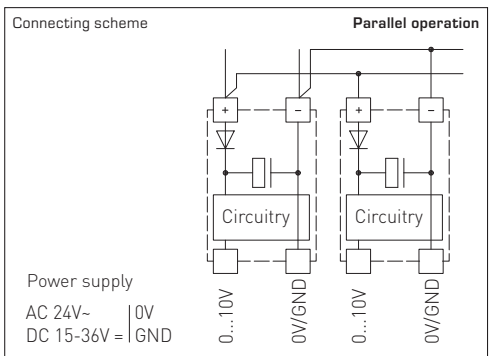 Connecting scheme
Parallel operation
+
–
+
–
Circuitry
Circuitry
Power supply
AC 24V~ | 0V
DC 15-36V = | GND
0...10V
0V/GND
0...10V
0V/GND